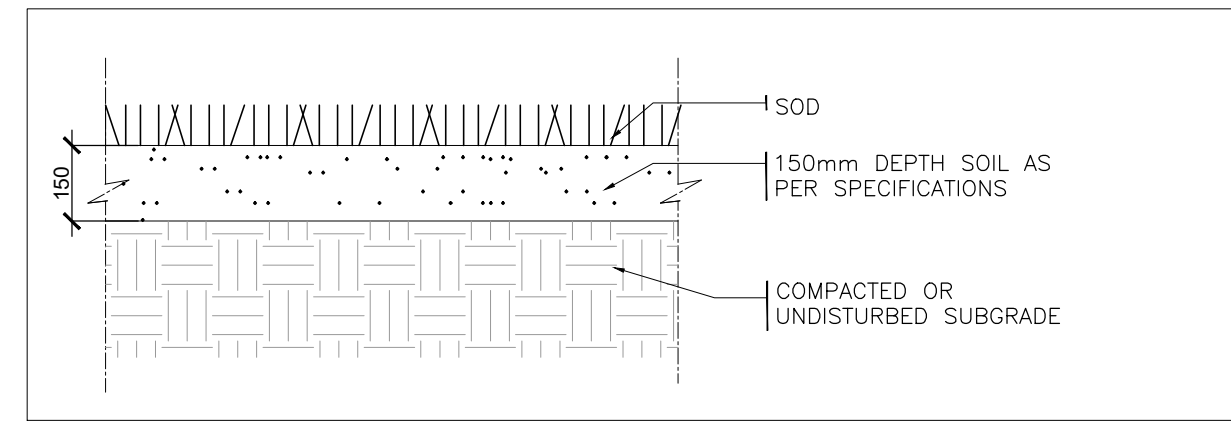 SOD
150
150mm DEPTH SOIL AS
PER SPECIFICATIONS
COMPACTED OR
UNDISTURBED SUBGRADE